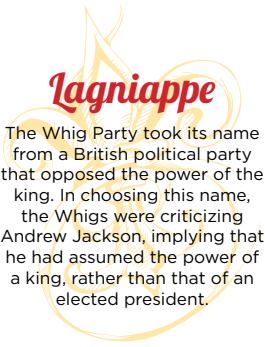 Lagniappe
The Whig Party took its name
from a British political party
that opposed the power of the
king. In choosing this name,
the Whigs were criticizing
Andrew Jackson, implying that
he had assumed the power of
a king, rather than that of an
elected president.